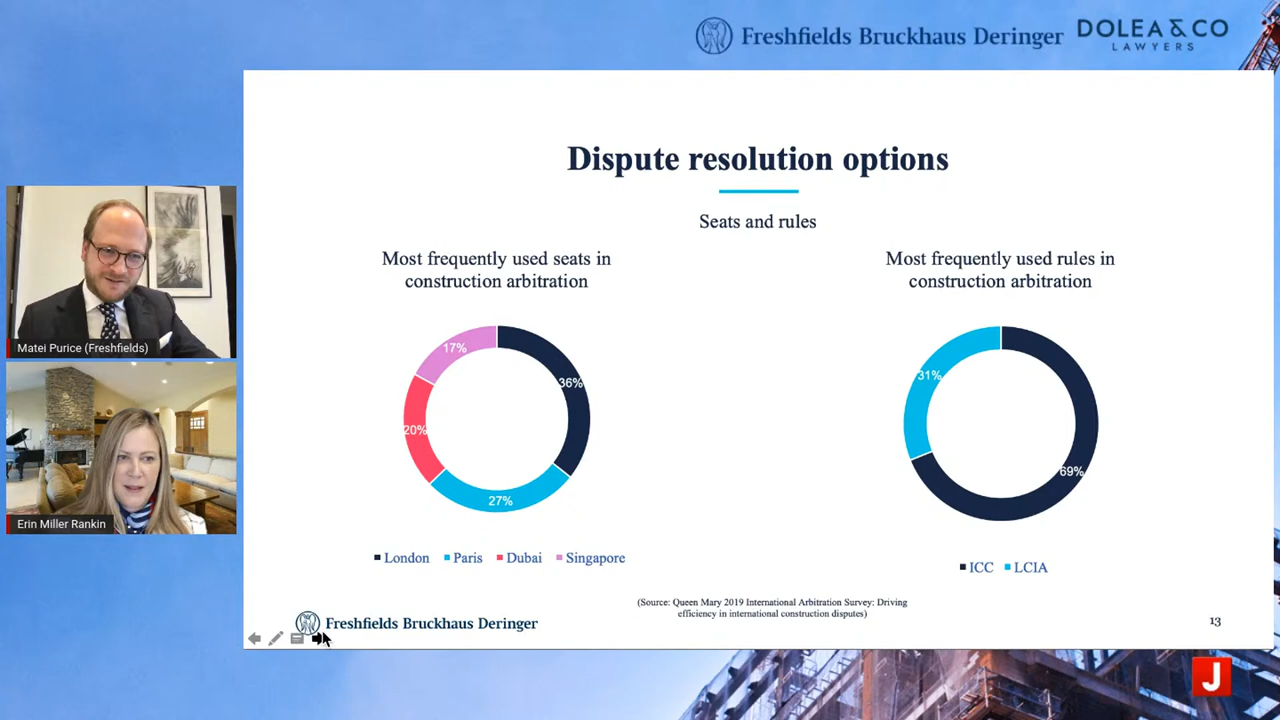 Freshfields Bruckhaus Deringer
DOLEA & CO
LAWYERS
Dispute resolution options
Seats and rules
Most frequently used seats in
construction arbitration
17%
36%
20%
27%
London Paris Dubai Singapore
Most frequently used rules in
construction arbitration
31%
69%
ICC LCIA
(Source: Queen Mary 2019 International Arbitration Survey: Driving
efficiency in international construction disputes)
Freshfields Bruckhaus Deringer
13
Matei Purice (Freshfields)
Erin Miller Rankin
J